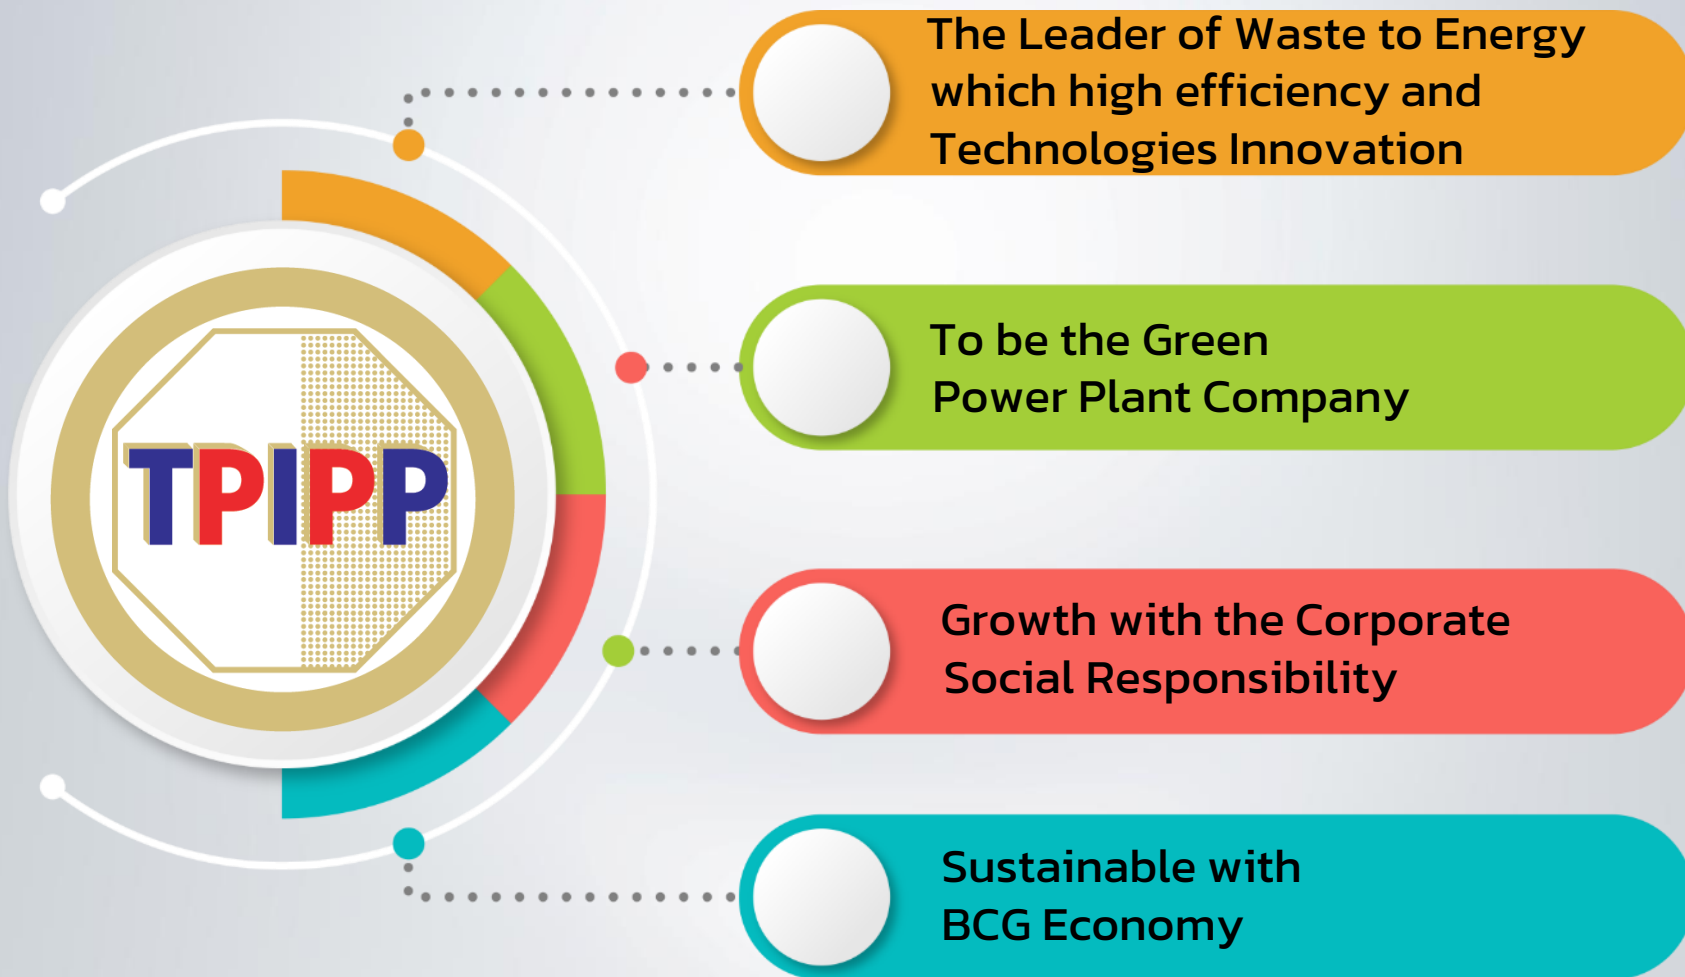 TPIPP
The Leader of Waste to Energy
which high efficiency and
Technologies Innovation
To be the Green
Power Plant Company
Growth with the Corporate
Social Responsibility
Sustainable with
BCG Economy